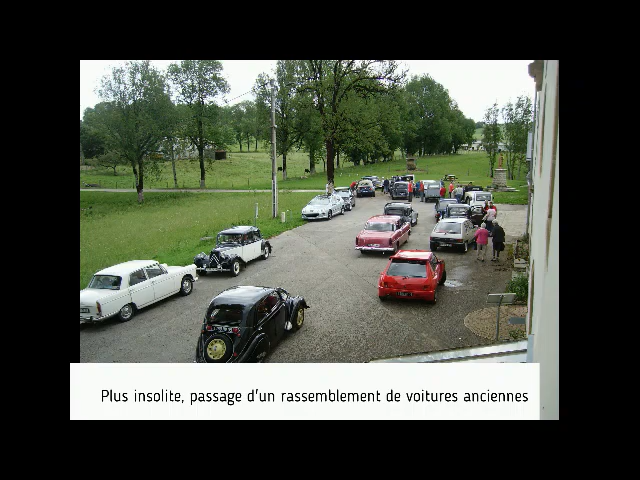 Plus insolite, passage d'un rassemblement de voitures anciennes